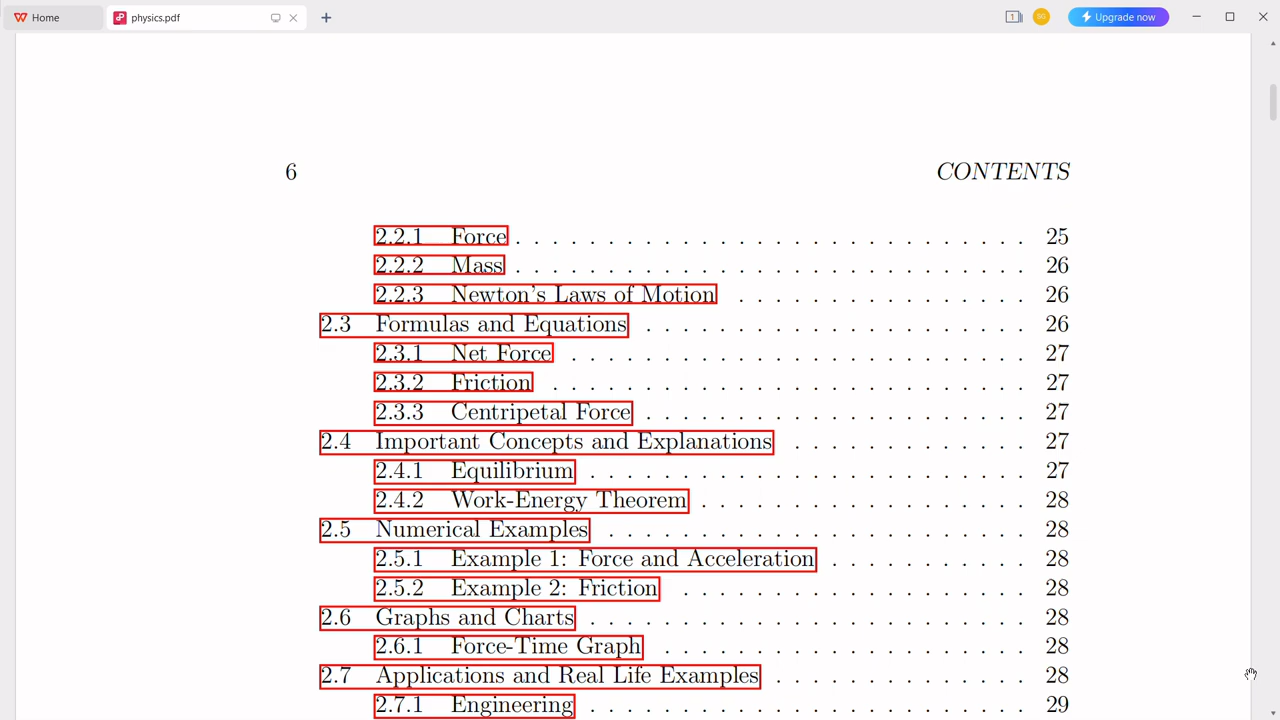 Home
physics.pdf
1
SG
Upgrade now
6 CONTENTS
2.2.1 Force . . . . . . . . . . . . . . . . . . . . . . . . . . . . 25
2.2.2 Mass . . . . . . . . . . . . . . . . . . . . . . . . . . . . 26
2.2.3 Newton's Laws of Motion . . . . . . . . . . . . . . . . 26
2.3 Formulas and Equations . . . . . . . . . . . . . . . . . . . . . 26
2.3.1 Net Force . . . . . . . . . . . . . . . . . . . . . . . . . 27
2.3.2 Friction . . . . . . . . . . . . . . . . . . . . . . . . . . 27
2.3.3 Centripetal Force . . . . . . . . . . . . . . . . . . . . . 27
2.4 Important Concepts and Explanations . . . . . . . . . . . . . 27
2.4.1 Equilibrium . . . . . . . . . . . . . . . . . . . . . . . . 27
2.4.2 Work-Energy Theorem . . . . . . . . . . . . . . . . . . 28
2.5 Numerical Examples . . . . . . . . . . . . . . . . . . . . . . . 28
2.5.1 Example 1: Force and Acceleration . . . . . . . . . . . 28
2.5.2 Example 2: Friction . . . . . . . . . . . . . . . . . . . 28
2.6 Graphs and Charts . . . . . . . . . . . . . . . . . . . . . . . . 28
2.6.1 Force-Time Graph . . . . . . . . . . . . . . . . . . . . 28
2.7 Applications and Real Life Examples . . . . . . . . . . . . . . 28
2.7.1 Engineering . . . . . . . . . . . . . . . . . . . . . . . . 29